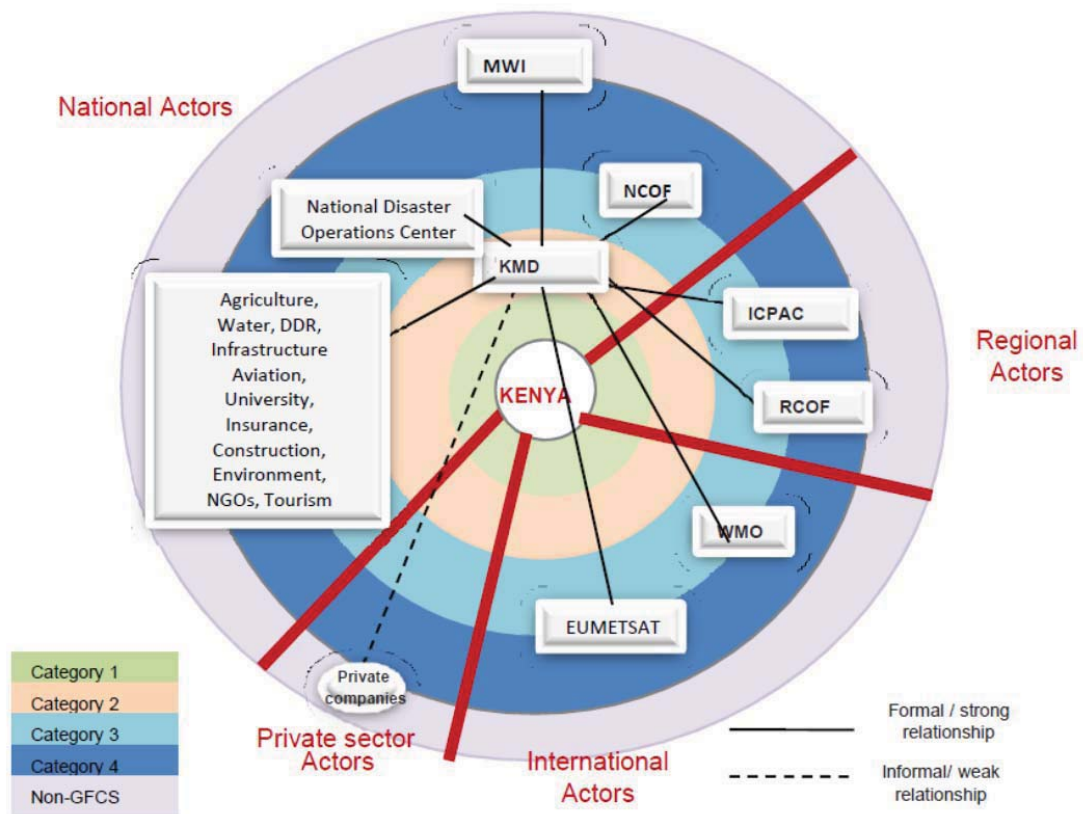 MWI
National Actors
NCOF
National Disaster
Operations Center
KMD
Agriculture,
Water, DDR,
Infrastructure
Aviation,
University,
Insurance,
Construction,
Environment,
NGOs, Tourism
ICPAC
Regional
Actors
RCOF
KENYA
WMO
EUMETSAT
Private
companies
Private sector
Actors
International
Actors
Category 1
Category 2
Category 3
Category 4
Non-GFCS
Formal / strong
relationship
Informal/ weak
relationship